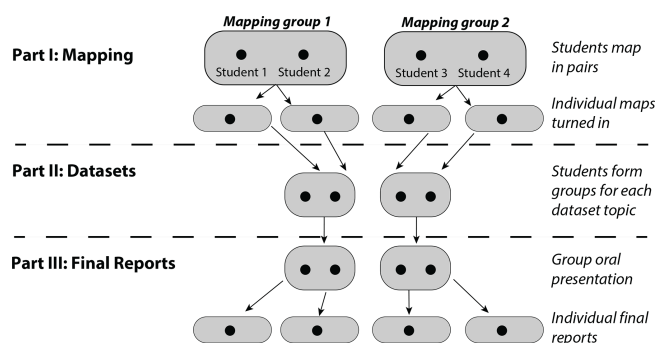 Mapping group 1
Mapping group 2
Part I: Mapping
Student 1
Student 2
Student 3
Student 4
Students map
in pairs
Individual maps
turned in
Part II: Datasets
Students form
groups for each
dataset topic
Part III: Final Reports
Group oral
presentation
Individual final
reports